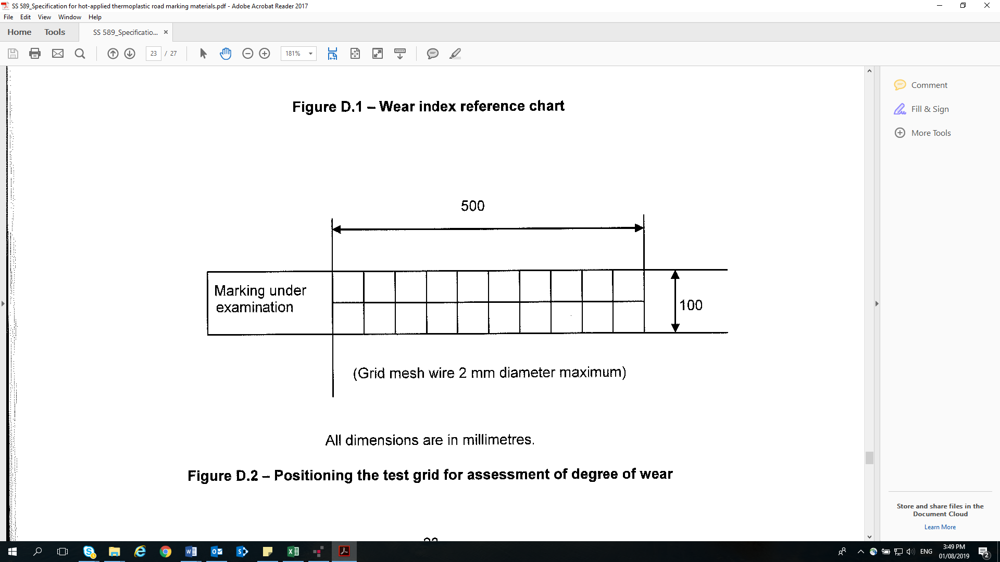 SS 589_Specification for hot-applied thermoplastic road marking materials.pdf - Adobe Acrobat Reader 2017
File Edit View Window Help
Home Tools SS 589_Specificatio... ×
23 / 27 181%
Figure D.1 – Wear index reference chart
500
Marking under
examination
100
(Grid mesh wire 2 mm diameter maximum)
All dimensions are in millimetres.
Figure D.2 – Positioning the test grid for assessment of degree of wear
Comment
Fill & Sign
More Tools
Store and share files in the
Document Cloud
Learn More
ENG
3:49 PM
01/08/2019
2